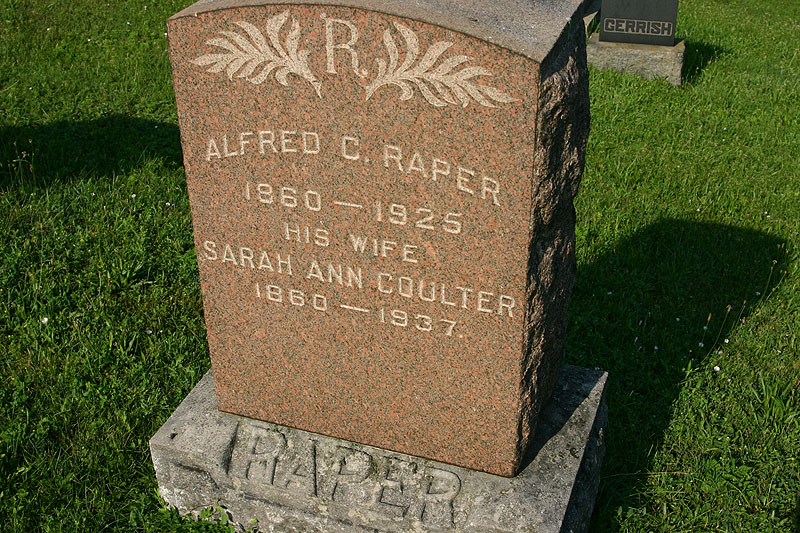 GERRISH
R.
ALFRED C. RAPER
1860 — 1925
HIS WIFE
SARAH ANN COULTER
1860 — 1937.
RAPER